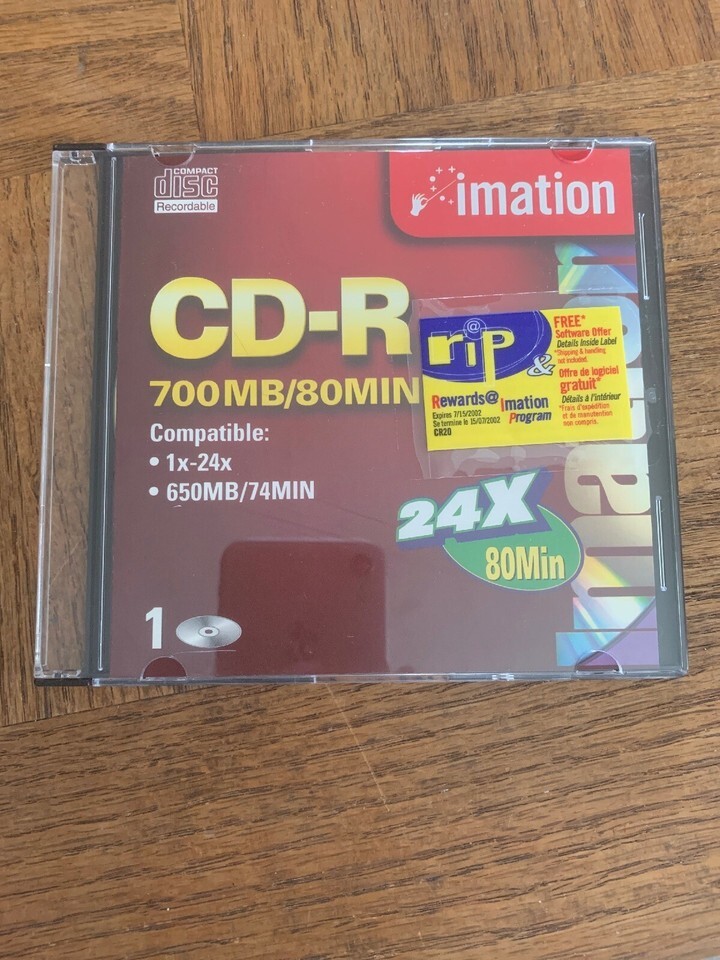 COMPACT
disc
Recordable
imation
CD-R
700MB/80MIN
Compatible:
• 1x-24x
• 650MB/74MIN
r@ip
&
Rewards@ Imation
Program
Expires 7/15/2002
Se termine le 15/07/2002
CR20
FREE*
Software Offer
Details Inside Label
*Shipping & handling
not included.
Offre de logiciel
gratuit*
Détails à l'intérieur
*Frais d'expédition
et de manutention
non compris.
24X
80Min
1
imation